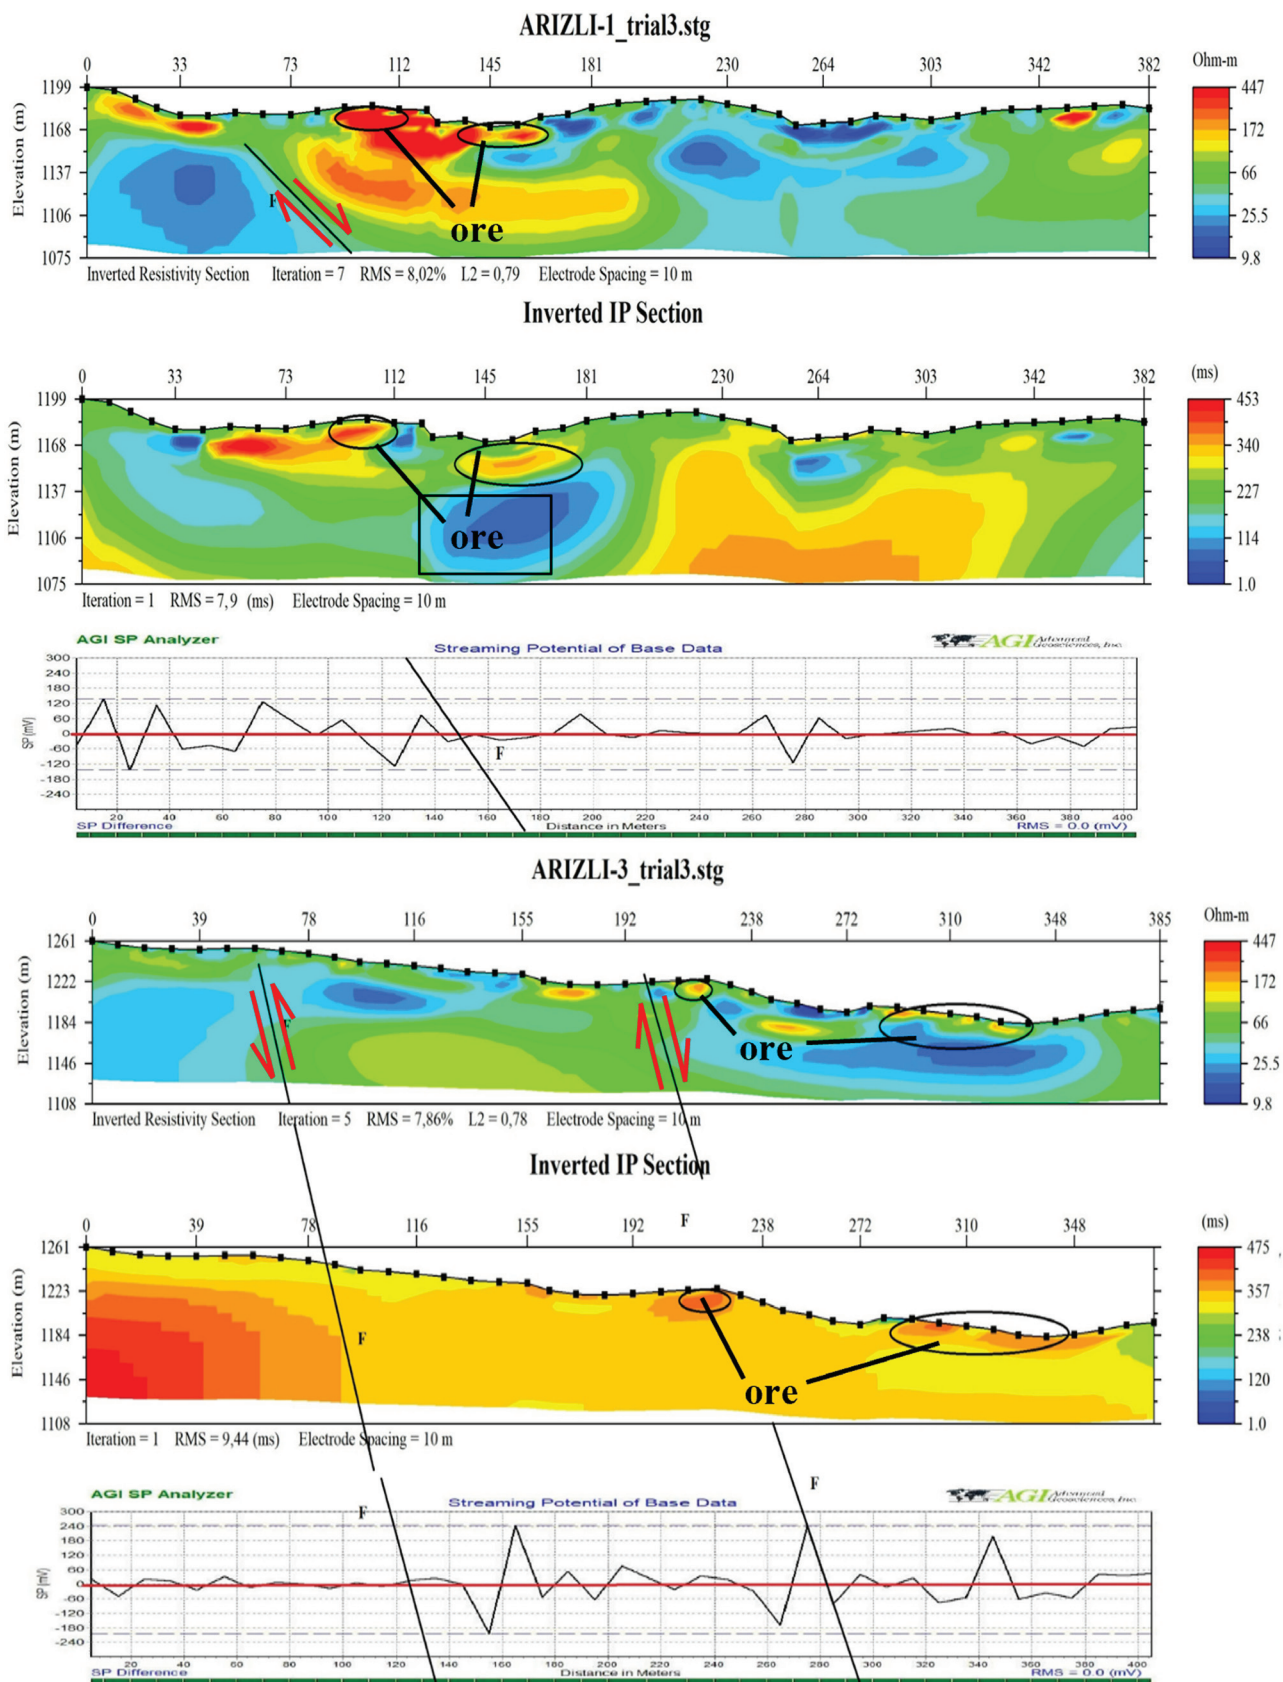 ARIZLI-1_trial3.stg
0 33 73 112 145 181 230 264 303 342 382
Ohm-m
Elevation (m)
1199
1168
1137
1106
1075
F
ore
447
172
66
25.5
9.8
Inverted Resistivity Section Iteration = 7 RMS = 8,02% L2 = 0,79 Electrode Spacing = 10 m
Inverted IP Section
0 33 73 112 145 181 230 264 303 342 382
(ms)
Elevation (m)
1199
1168
1137
1106
1075
ore
453
340
227
114
1.0
Iteration = 1 RMS = 7,9 (ms) Electrode Spacing = 10 m
AGI SP Analyzer
Streaming Potential of Base Data
AGI Advanced Geosciences, Inc.
SP (mV)
300
240
180
120
60
0
-60
-120
-180
-240
F
20 40 60 80 100 120 140 160 180 200 220 240 260 280 300 320 340 360 380 400
SP Difference Distance in Meters RMS = 0.0 (mV)
ARIZLI-3_trial3.stg
0 39 78 116 155 192 238 272 310 348 385
Ohm-m
Elevation (m)
1261
1222
1184
1146
1108
F
ore
447
172
66
25.5
9.8
Inverted Resistivity Section Iteration = 5 RMS = 7,86% L2 = 0,78 Electrode Spacing = 10 m
Inverted IP Section
F
0 39 78 116 155 192 238 272 310 348
(ms)
Elevation (m)
1261
1223
1184
1146
1108
F
ore
475
357
238
120
1.0
Iteration = 1 RMS = 9,44 (ms) Electrode Spacing = 10 m
F
F
AGI SP Analyzer
Streaming Potential of Base Data
AGI Advanced Geosciences, Inc.
SP (mV)
300
240
180
120
60
0
-60
-120
-180
-240
20 40 60 80 100 120 140 160 180 200 220 240 260 280 300 320 340 360 380 400
SP Difference Distance in Meters RMS = 0.0 (mV)